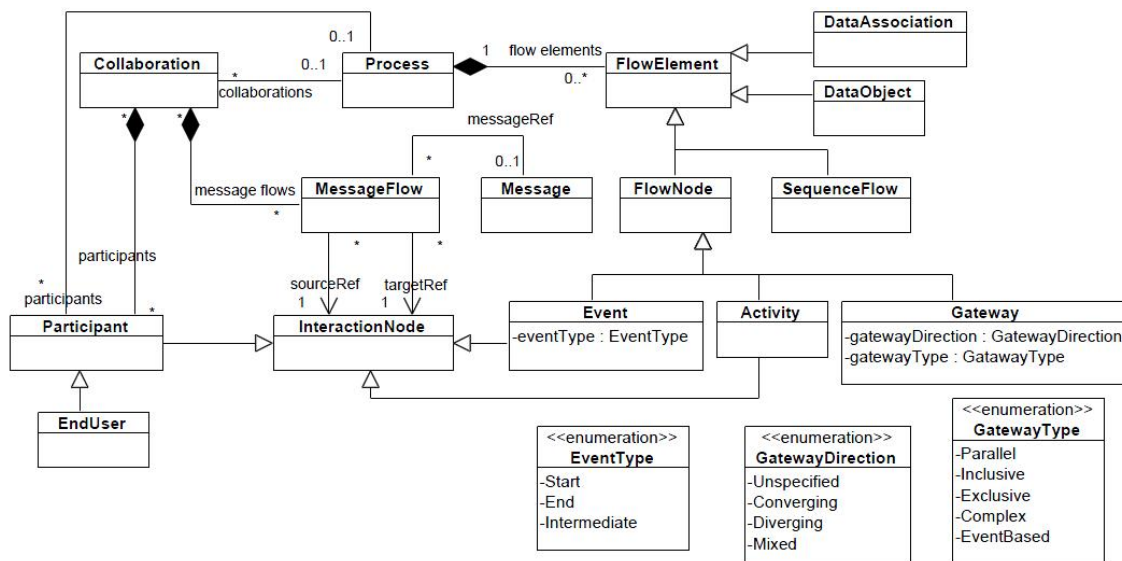 DataAssociation
0..1
Collaboration
*
collaborations
0..1
Process
1
flow elements
0..*
FlowElement
DataObject
*
*
messageRef
*
0..1
message flows
*
MessageFlow
Message
FlowNode
SequenceFlow
participants
*
*
*
participants
*
sourceRef
targetRef
1
1
Participant
InteractionNode
Event
-eventType : EventType
Activity
Gateway
-gatewayDirection : GatewayDirection
-gatewayType : GatawayType
EndUser
<<enumeration>>
EventType
-Start
-End
-Intermediate
<<enumeration>>
GatewayDirection
-Unspecified
-Converging
-Diverging
-Mixed
<<enumeration>>
GatewayType
-Parallel
-Inclusive
-Exclusive
-Complex
-EventBased